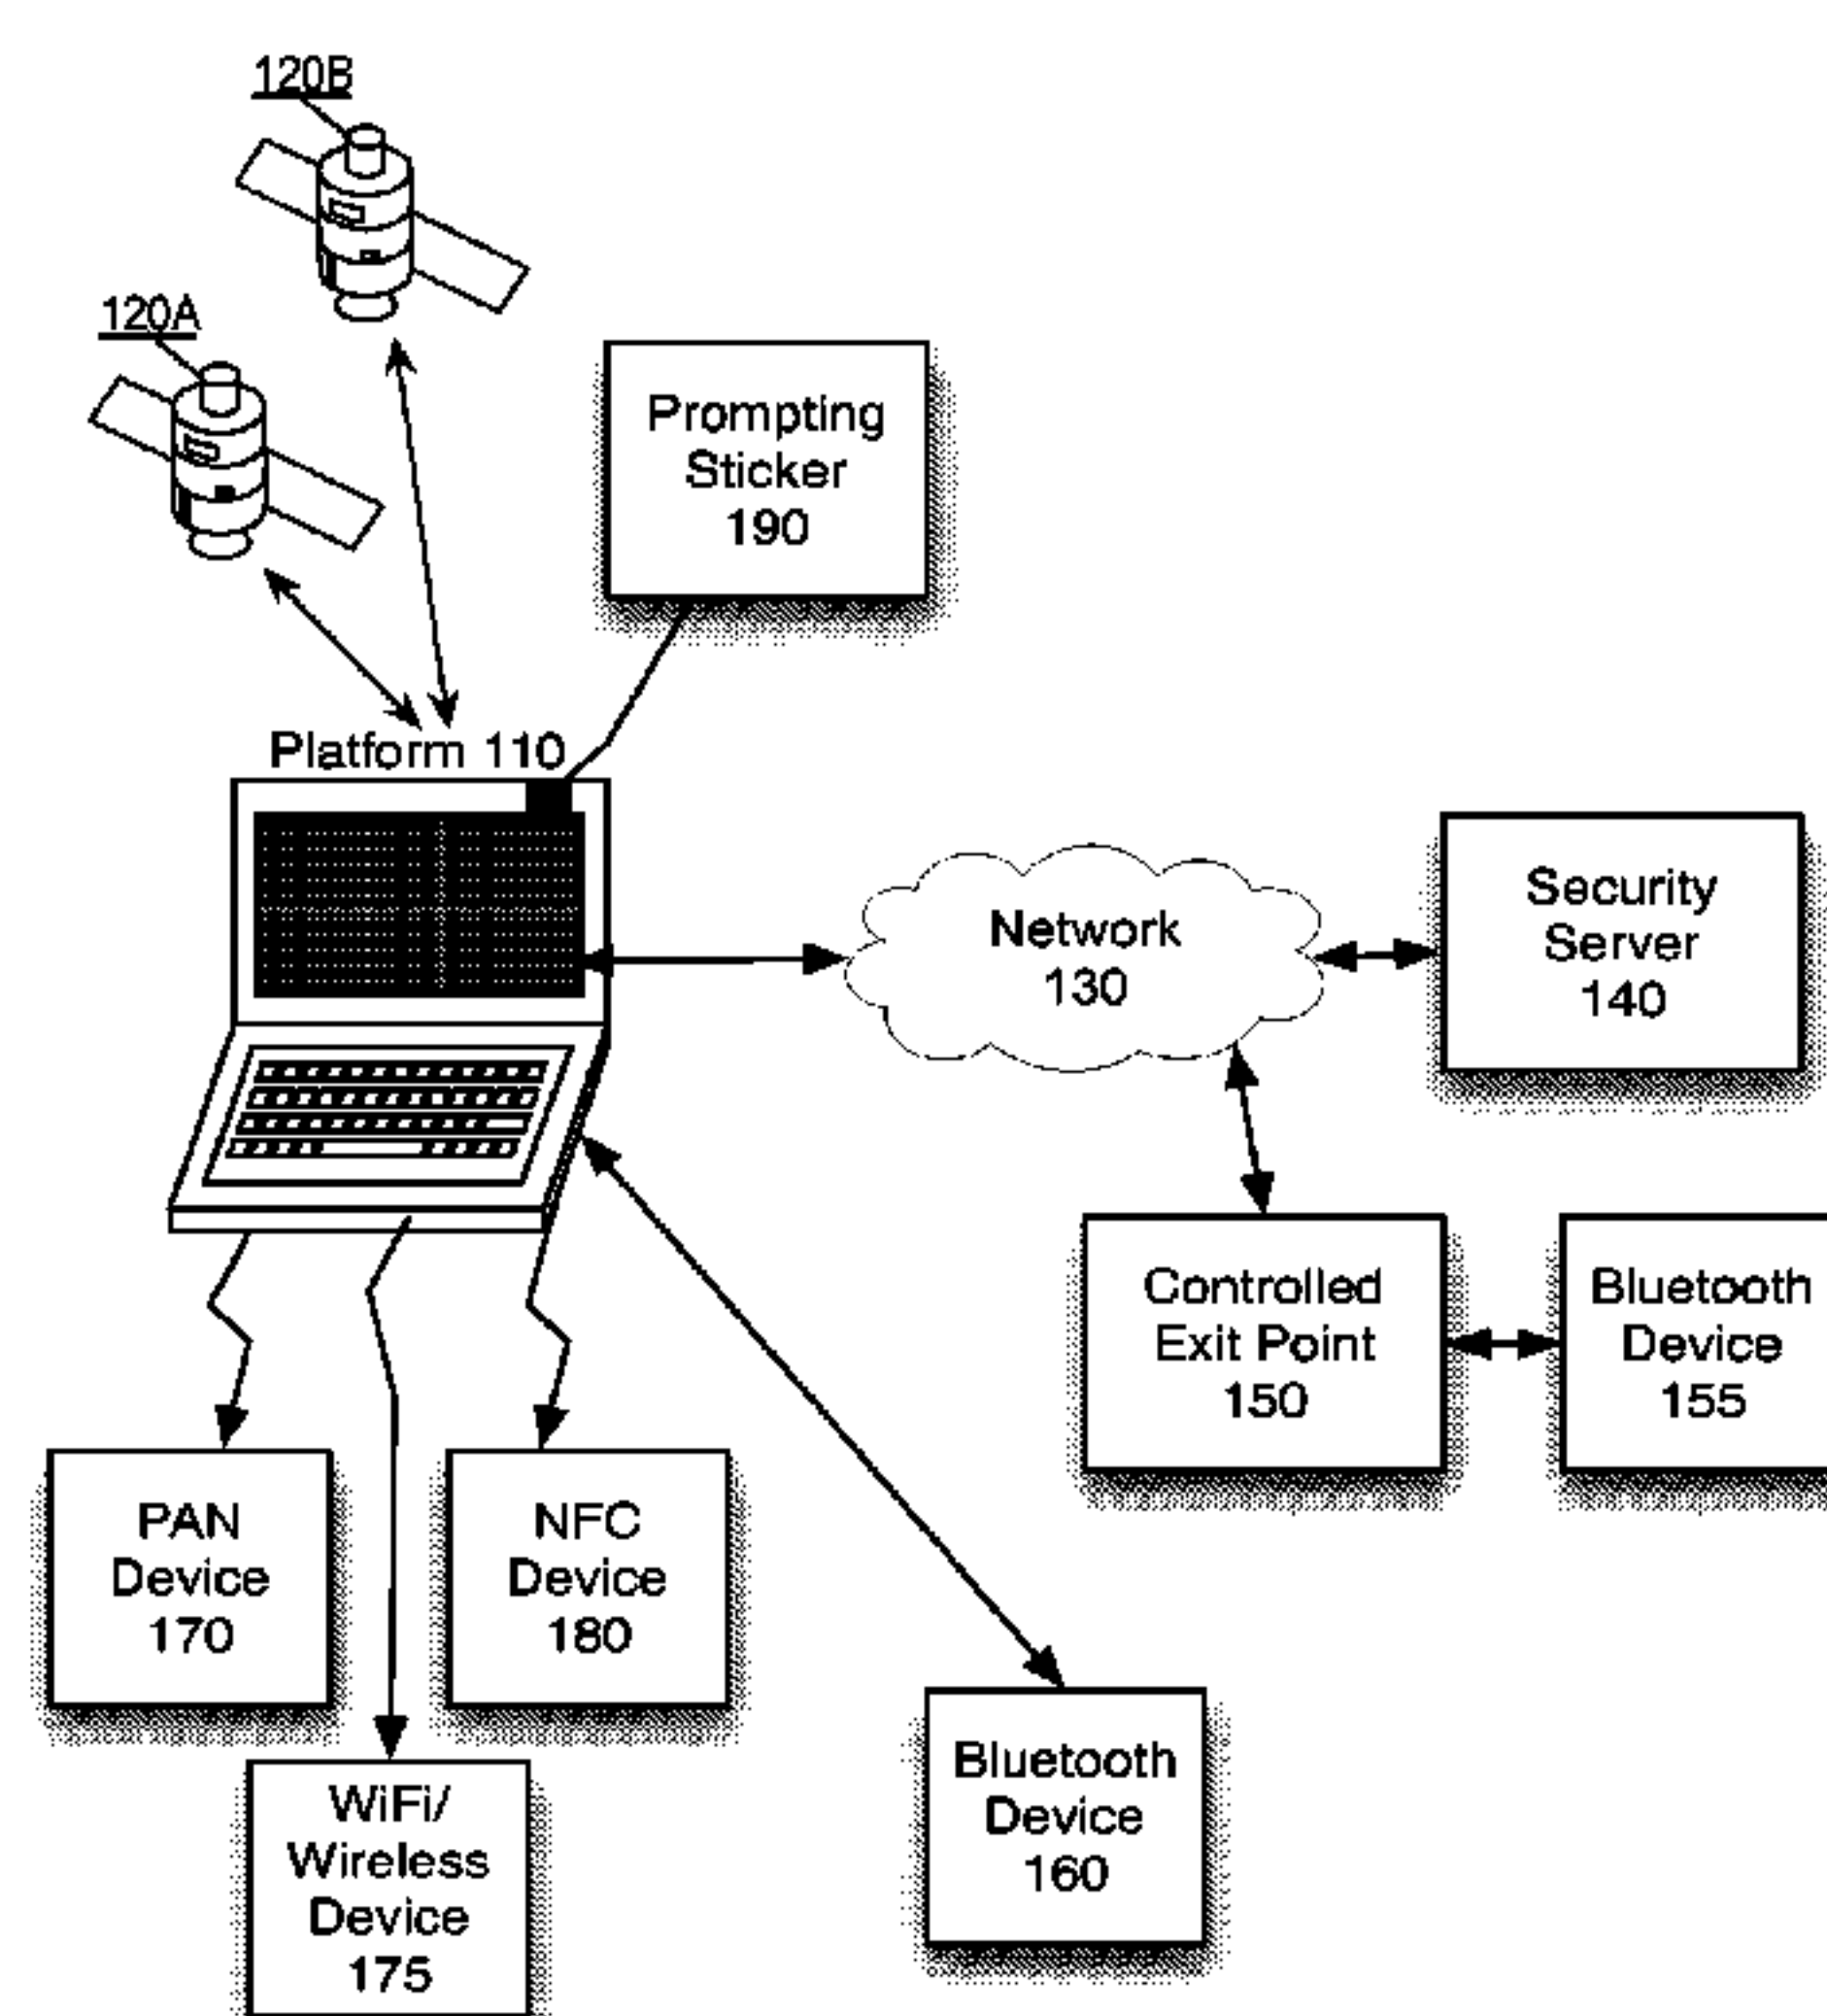 120B
120A
Prompting
Sticker
190
Platform 110
Network
130
Security
Server
140
Controlled
Exit Point
150
Bluetooth
Device
155
PAN
Device
170
NFC
Device
180
WiFi/
Wireless
Device
175
Bluetooth
Device
160